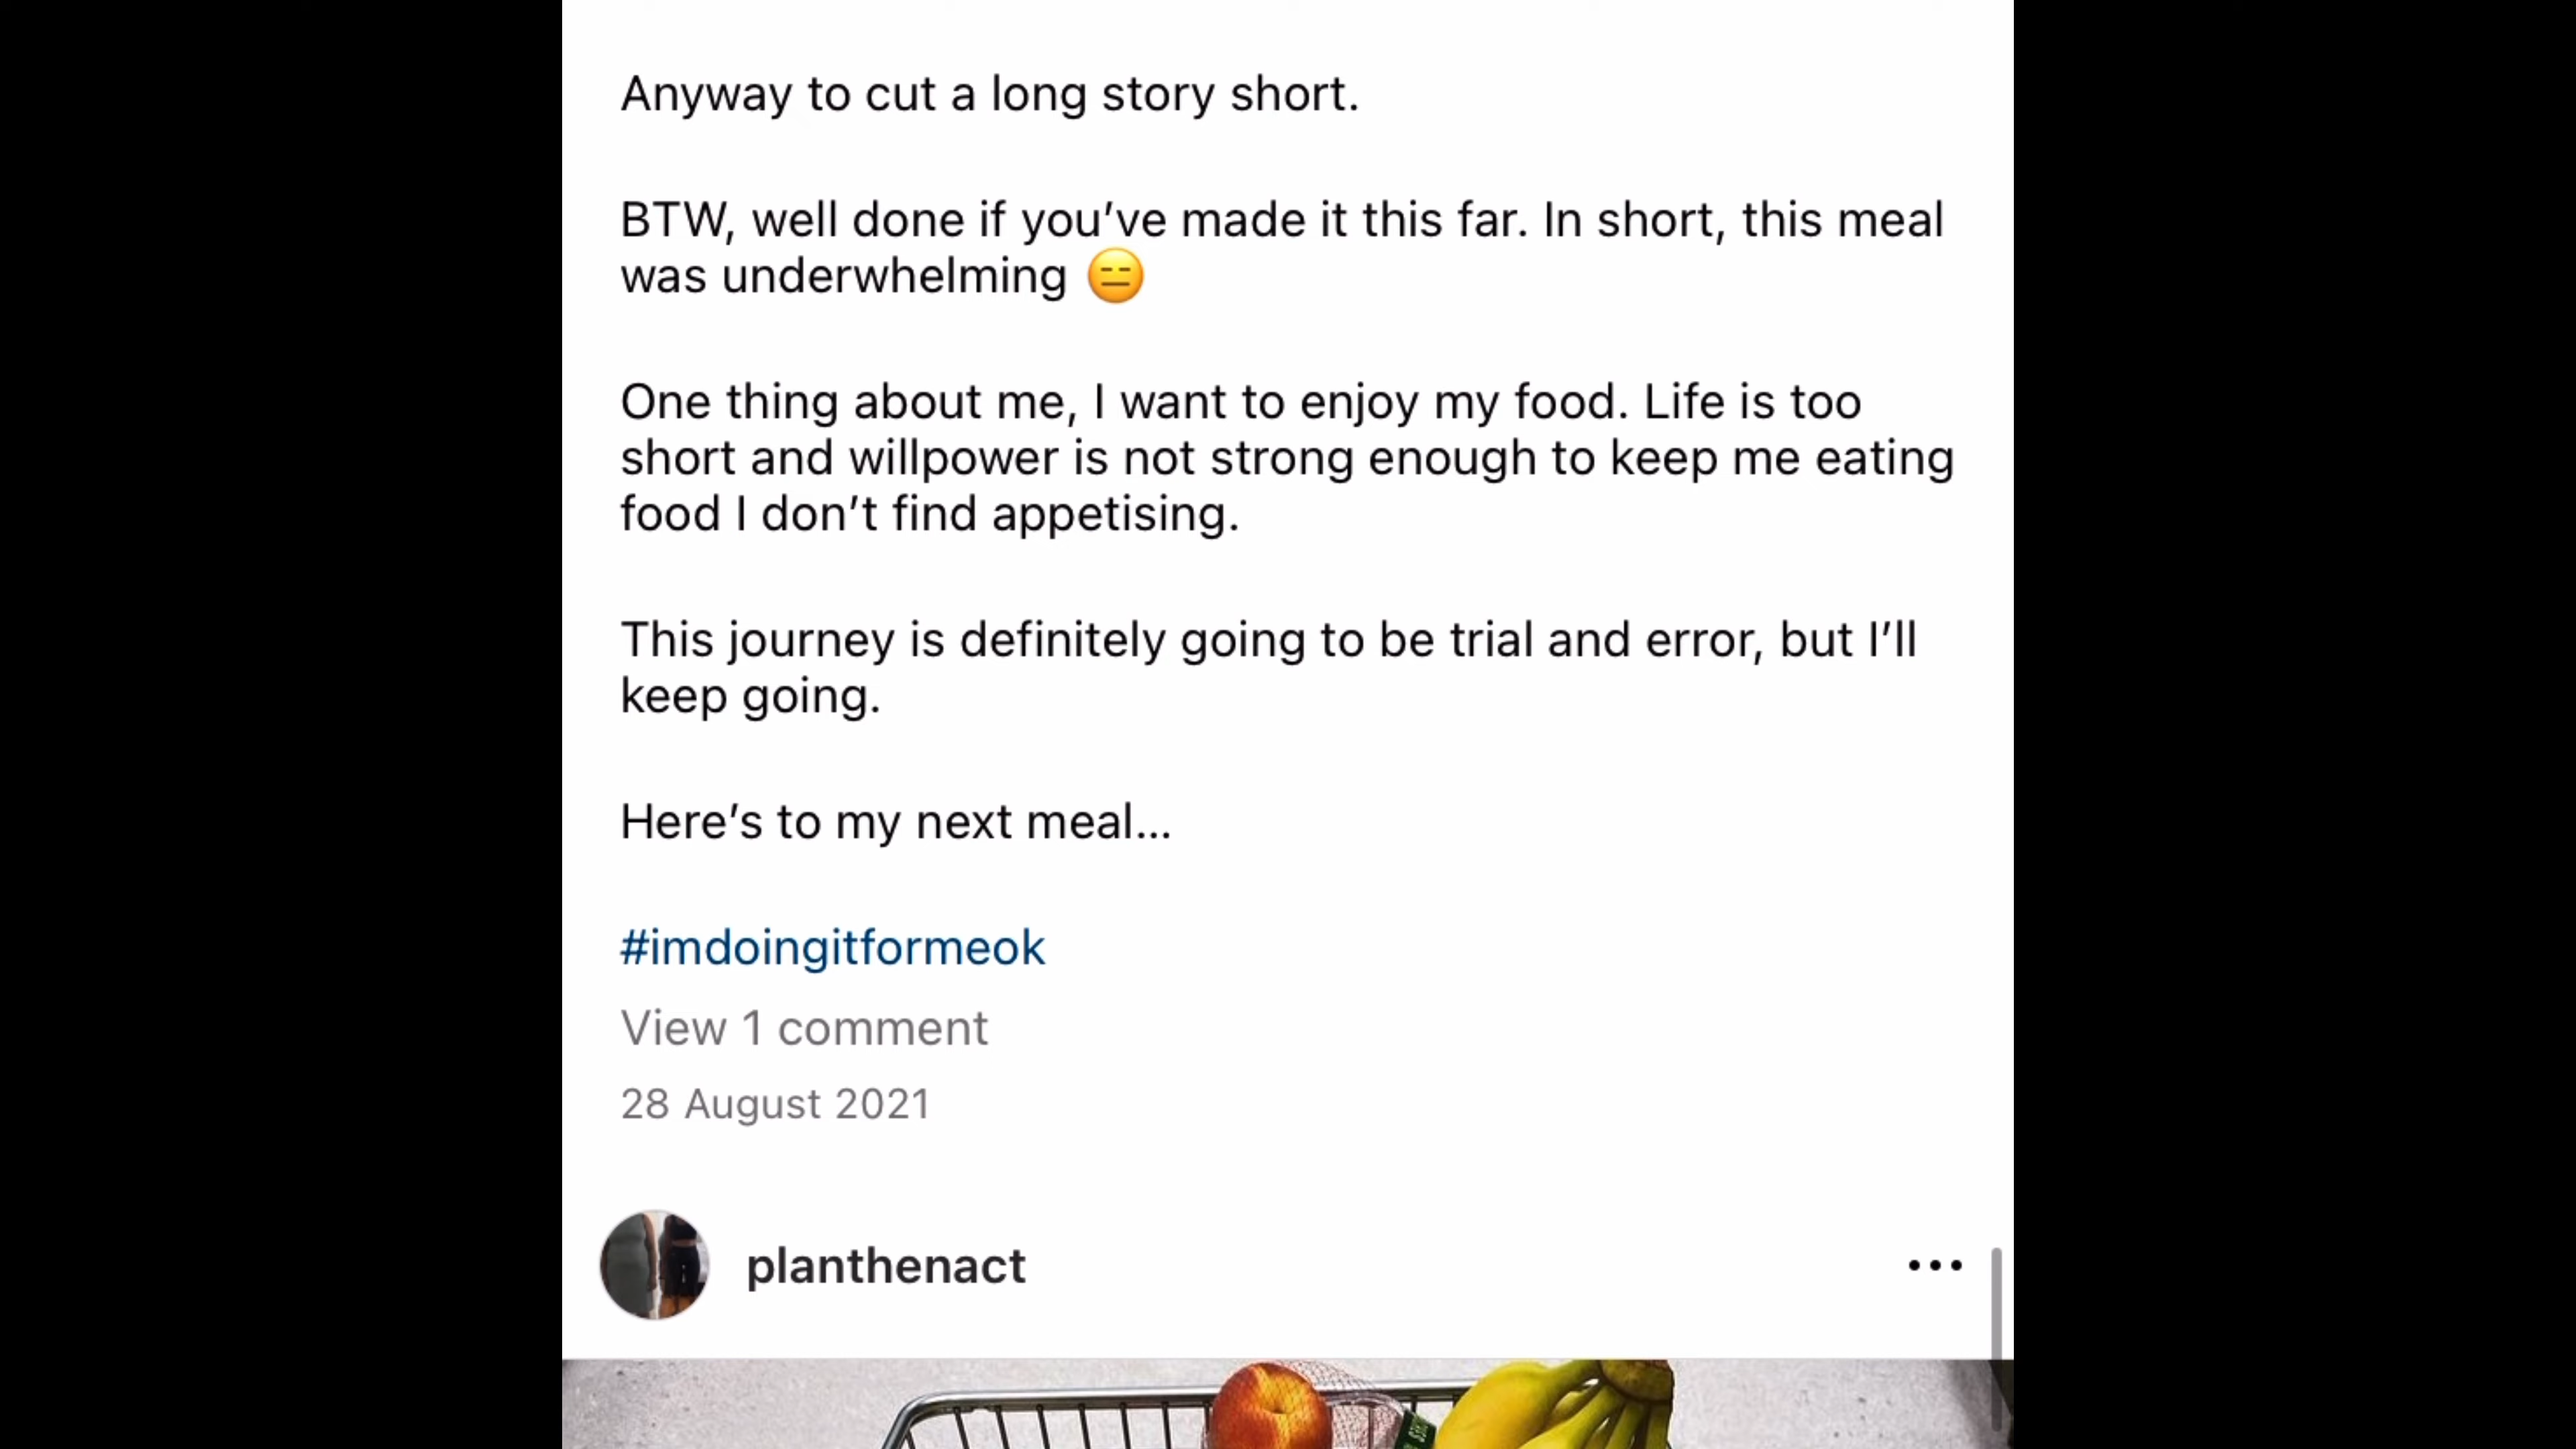 Anyway to cut a long story short.
BTW, well done if you’ve made it this far. In short, this meal
was underwhelming 😑
One thing about me, I want to enjoy my food. Life is too
short and willpower is not strong enough to keep me eating
food I don’t find appetising.
This journey is definitely going to be trial and error, but I’ll
keep going.
Here’s to my next meal...
#imdoingitformeok
View 1 comment
28 August 2021
planthenact